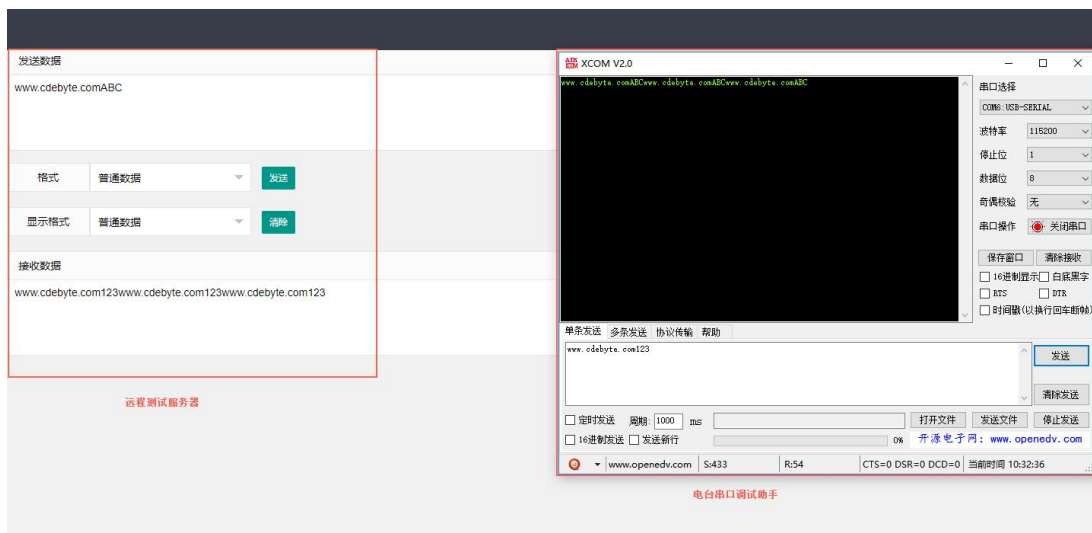 发送数据
www.cdebyte.comABC
格式 普通数据 发送
显示格式 普通数据 清除
接收数据
www.cdebyte.com123www.cdebyte.com123www.cdebyte.com123
远程测试服务器
XCOM V2.0
www.cdebyte.comABCwww.cdebyte.comABCwww.cdebyte.comABC
串口选择
COM6:USB-SERIAL
波特率 115200
停止位 1
数据位 8
奇偶校验 无
串口操作 关闭串口
保存窗口 清除接收
16进制显示 白底黑字
RTS DTR
时间戳(以换行回车断帧)
单条发送 多条发送 协议传输 帮助
www.cdebyte.com123
发送
清除发送
定时发送 周期: 1000 ms 打开文件 发送文件 停止发送
16进制发送 发送新行 0% 开源电子网: www.openedv.com
www.openedv.com S:433 R:54 CTS=0 DSR=0 DCD=0 当前时间 10:32:36
电台串口调试助手